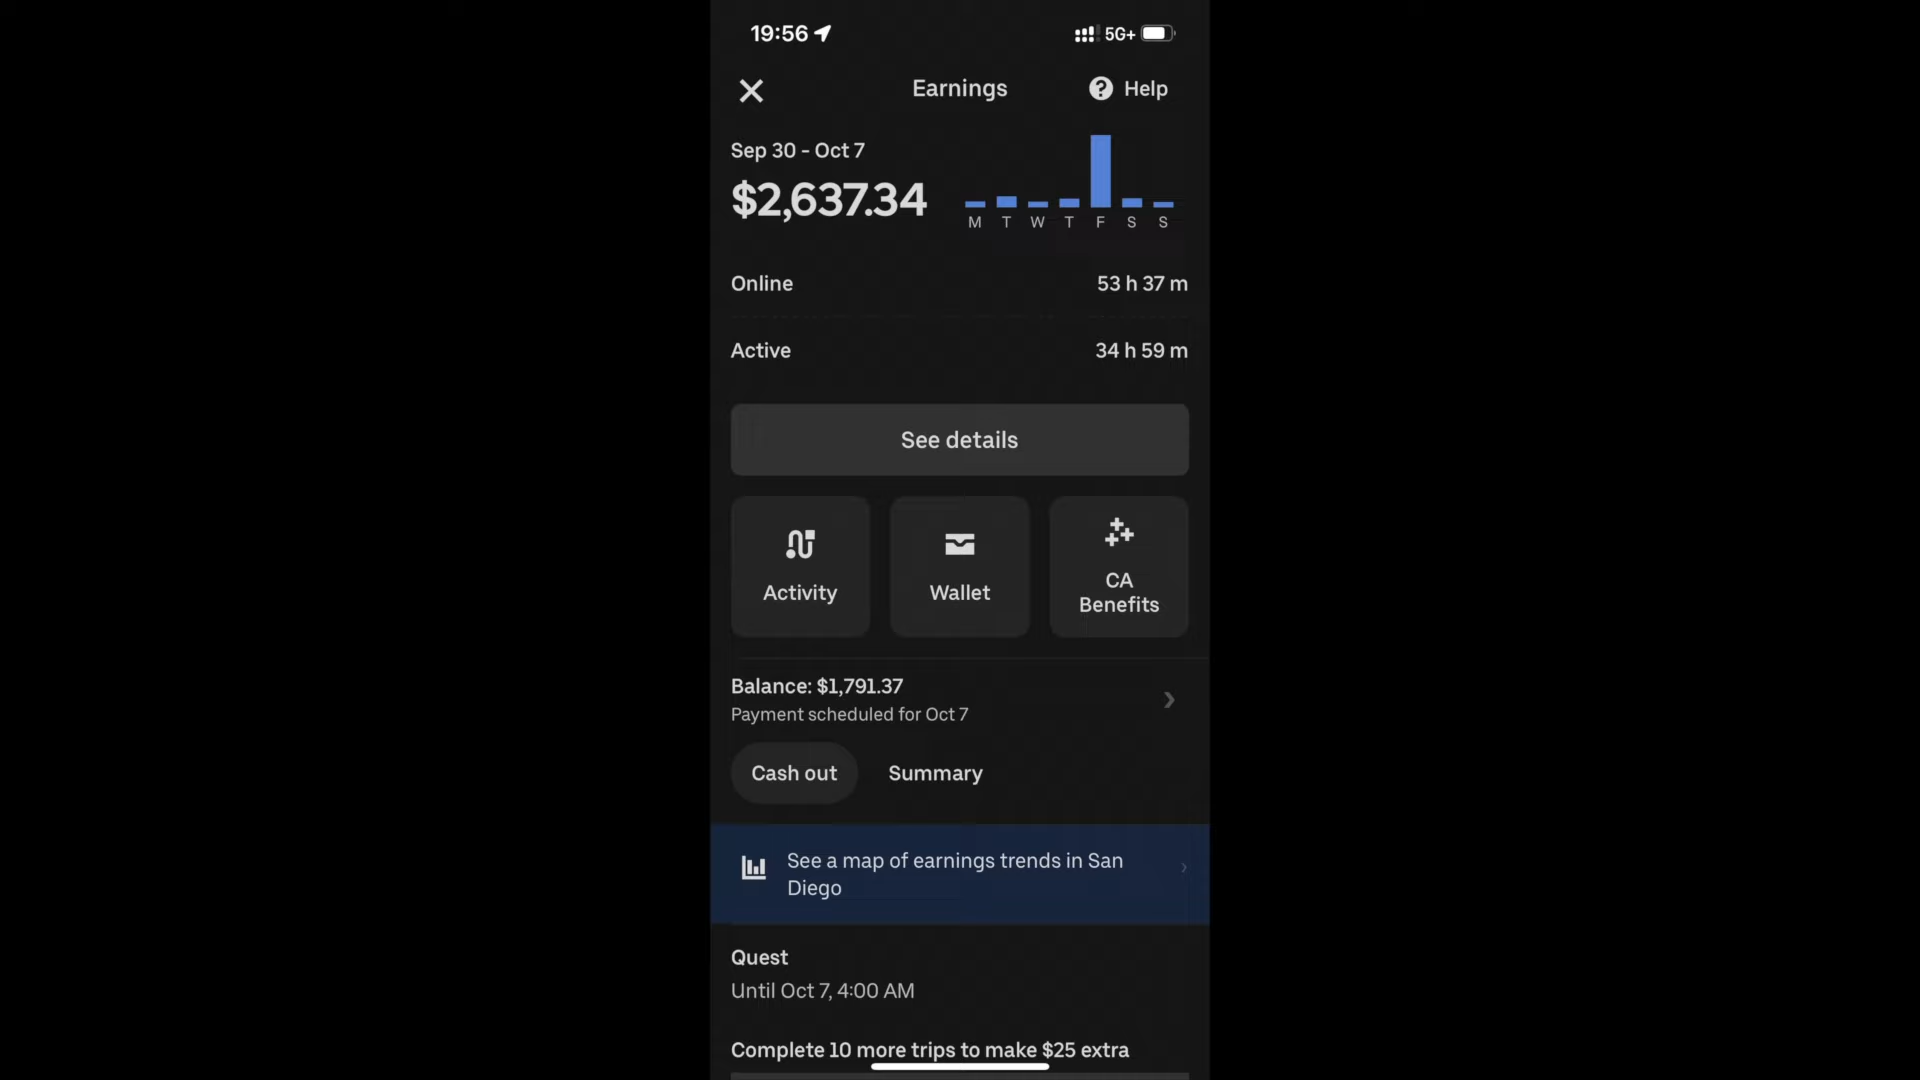 19:56
5G+
Earnings
Help
Sep 30 - Oct 7
$2,637.34
M T W T F S S
Online
53 h 37 m
Active
34 h 59 m
See details
Activity
Wallet
CA
Benefits
Balance: $1,791.37
Payment scheduled for Oct 7
Cash out
Summary
See a map of earnings trends in San
Diego
Quest
Until Oct 7, 4:00 AM
Complete 10 more trips to make $25 extra